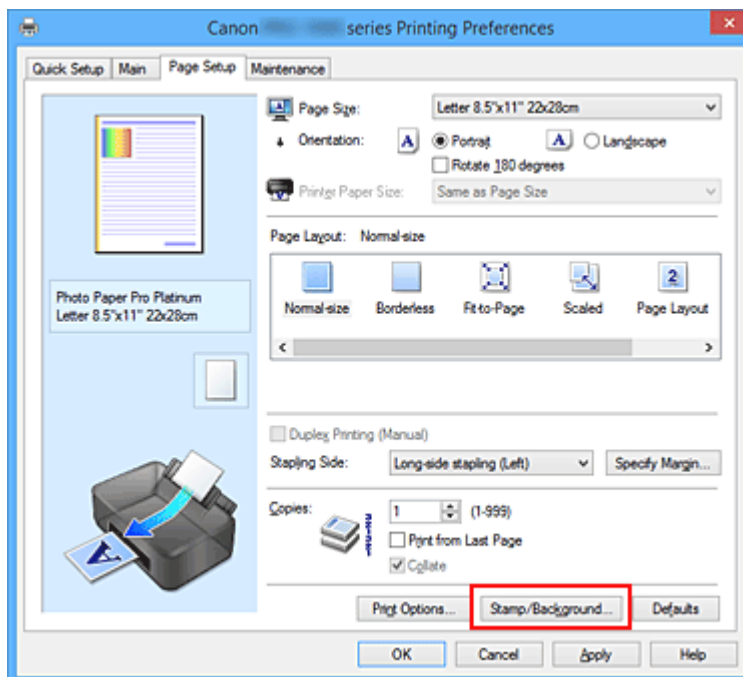 Canon series Printing Preferences
Quick Setup Main Page Setup Maintenance
Page Size: Letter 8.5"x11" 22x28cm
Orientation: A Portrait A Landscape
Rotate 180 degrees
Printer Paper Size: Same as Page Size
Page Layout: Normal-size
Normal-size Borderless Fit-to-Page Scaled 2 Page Layout
Photo Paper Pro Platinum
Letter 8.5"x11" 22x28cm
Duplex Printing (Manual)
Stapling Side: Long-side stapling (Left) Specify Margin...
Copies: 1 (1-999)
Print from Last Page
Collate
A
Print Options... Stamp/Background... Defaults
OK Cancel Apply Help